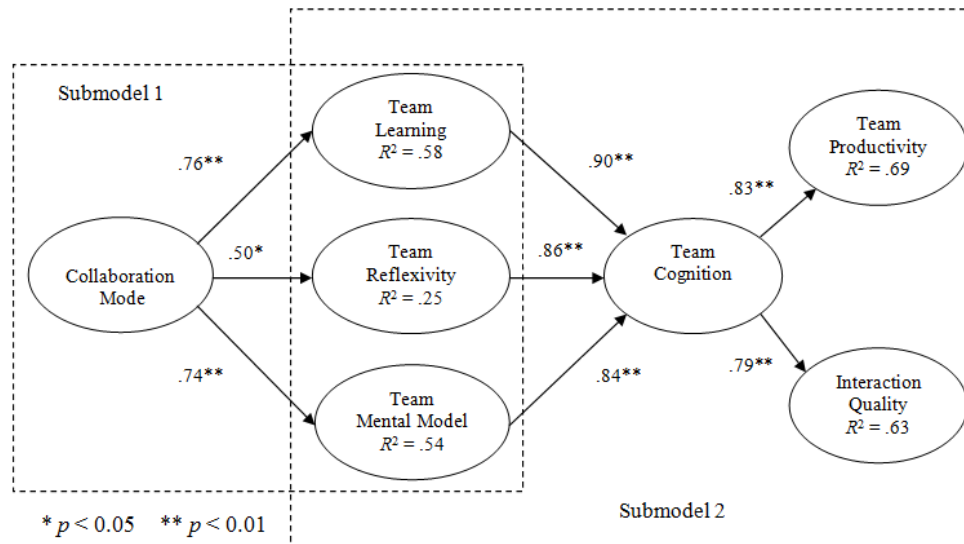 Submodel 1
Team
Learning
R² = .58
.76**
.90**
Team
Productivity
R² = .69
.83**
Collaboration
Mode
.50*
Team
Reflexivity
R² = .25
.86**
Team
Cognition
.74**
Team
Mental Model
R² = .54
.84**
.79**
Interaction
Quality
R² = .63
Submodel 2
* p < 0.05 ** p < 0.01